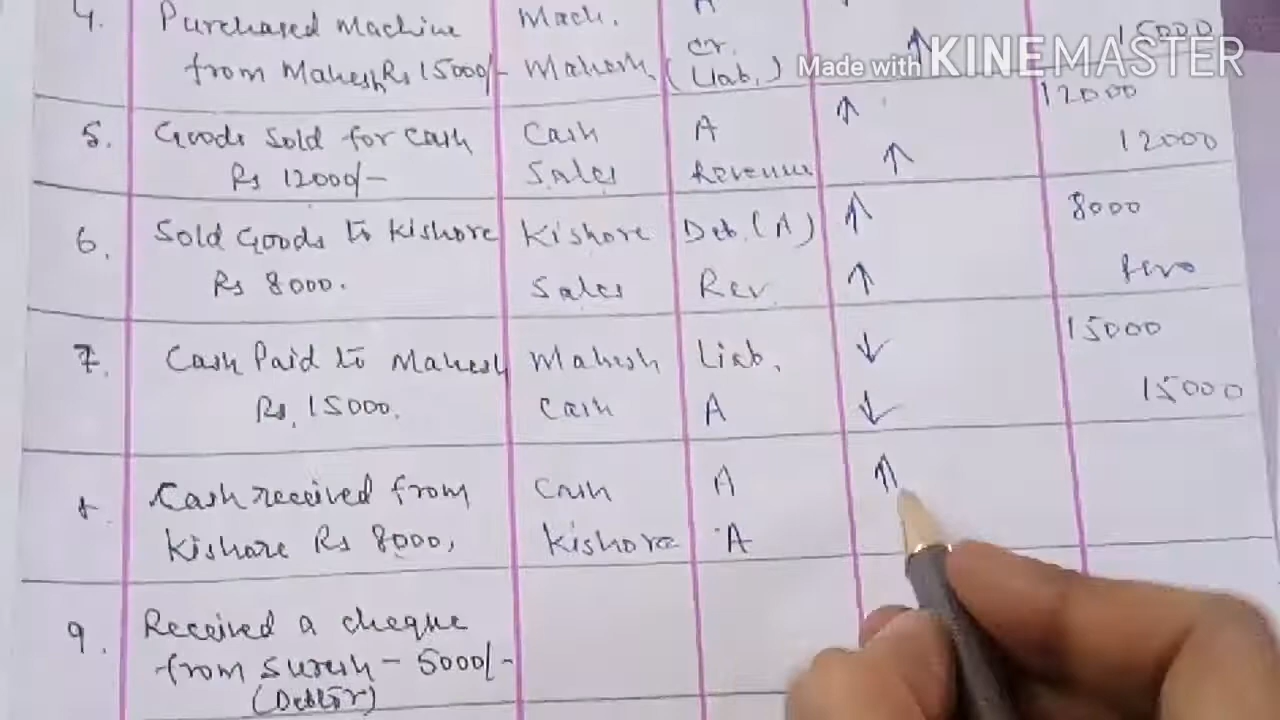 4. Purchased Machine Mach. A
from Mahesh Rs 15000/- Mahesh cr. (Liab.) ↑ 15000
Made with KINEMASTER
5. Goods sold for cash Cash A ↑ 12000
Rs 12000/- Sales Revenue ↑ 12000
6. Sold Goods to Kishore Kishore Deb. (A) ↑ 8000
Rs 8000. Sales Rev. ↑
7. Cash Paid to Mahesh Mahesh Liab. ↓ 15000
Rs. 15000. Cash A ↓ 15000
8. Cash received from Cash A ↑
Kishore Rs 8000, Kishore A
9. Received a cheque
from Suresh - 5000/-
(Debtor)